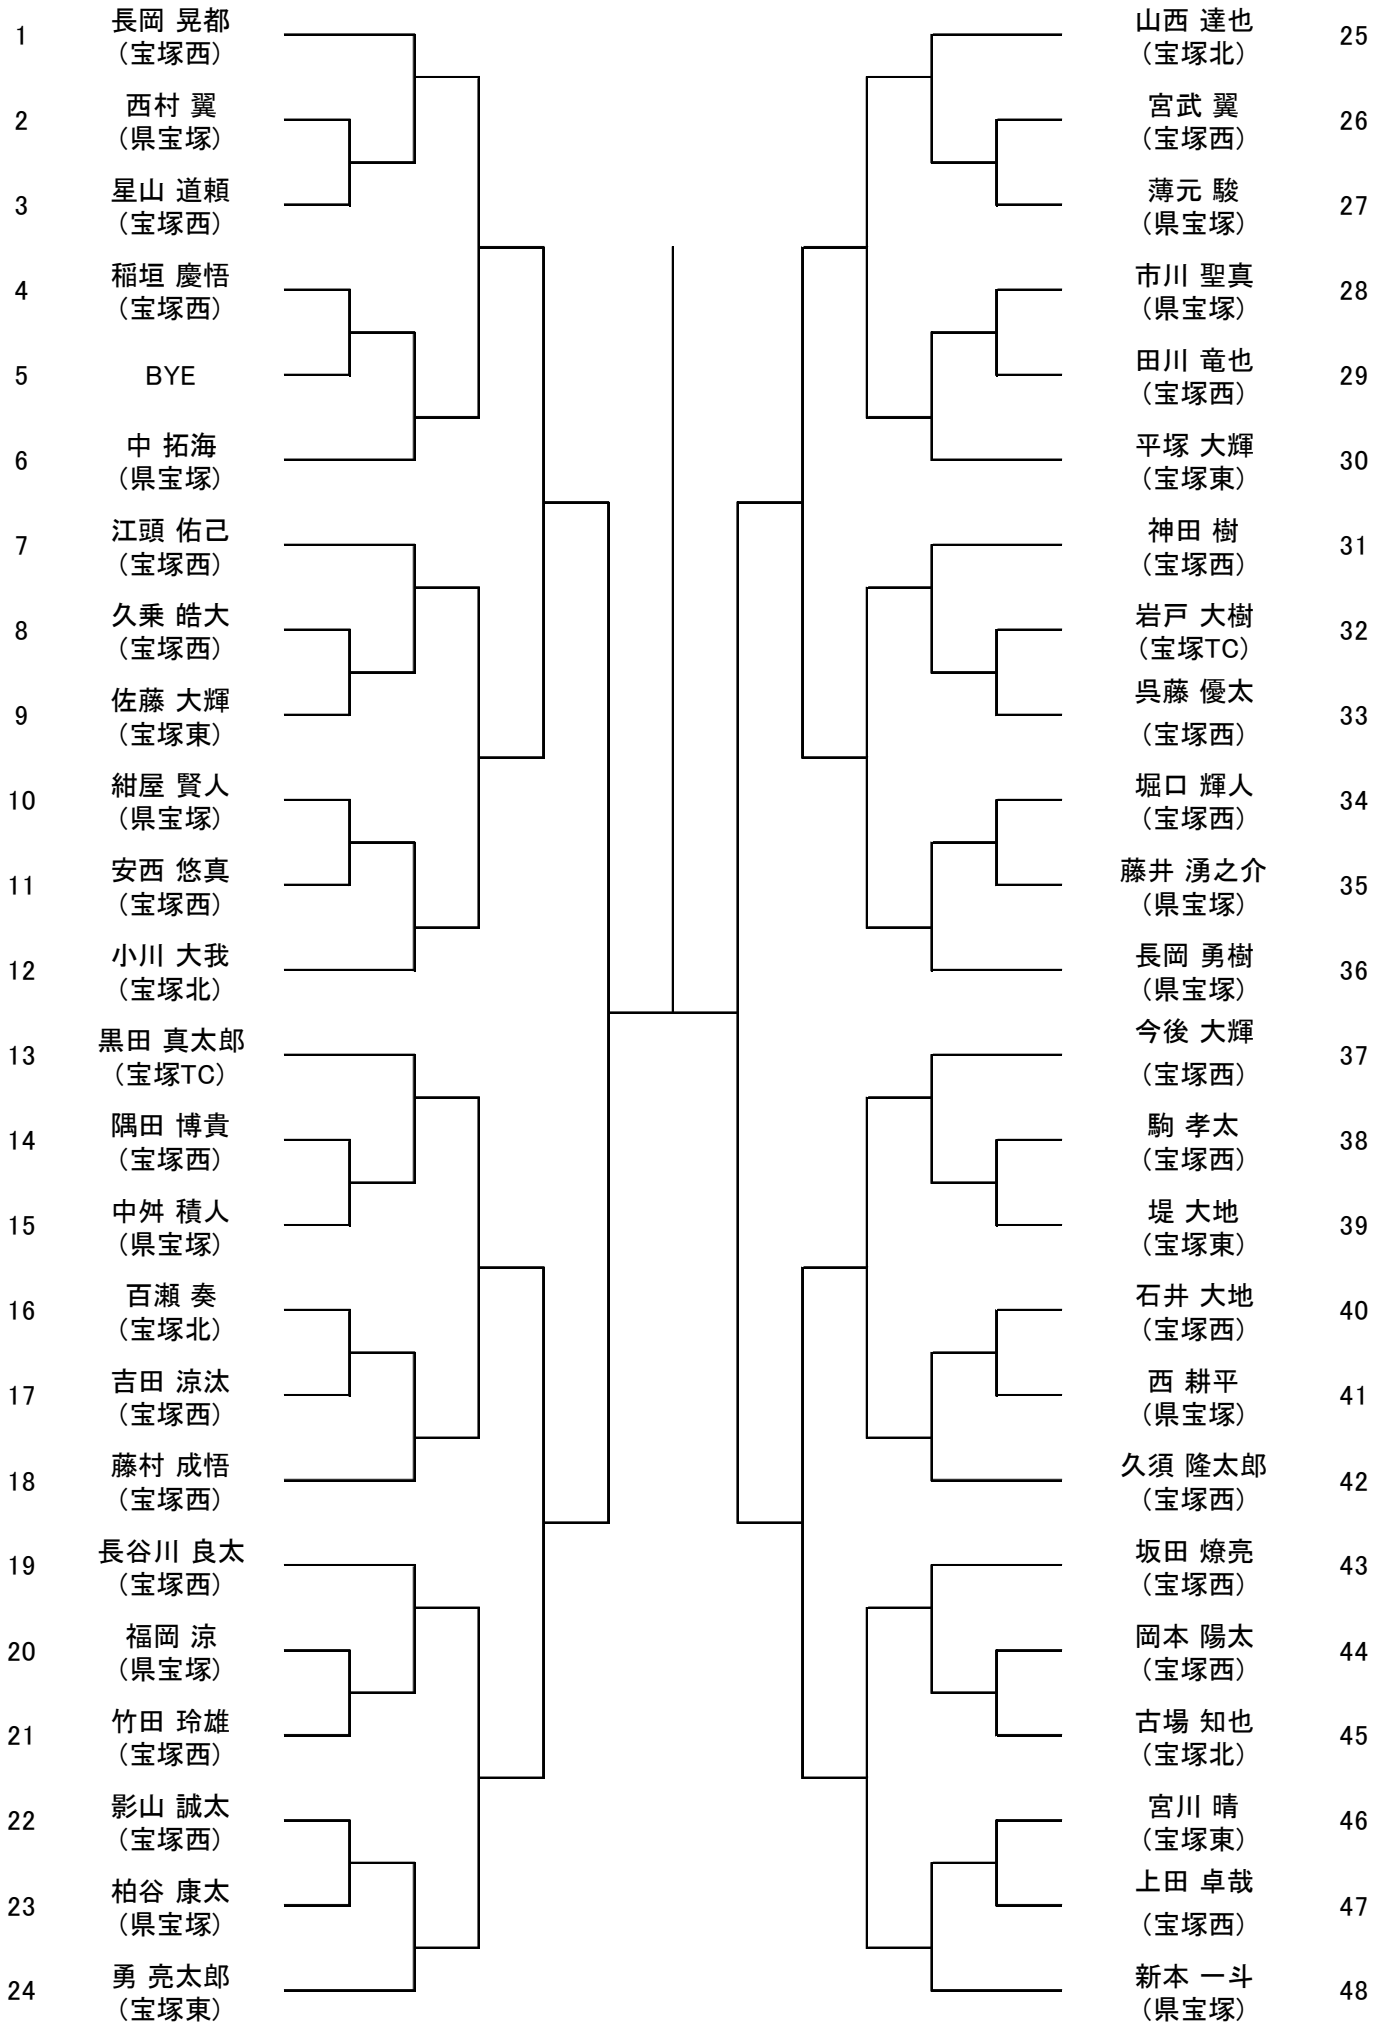 1 長岡 晃都
(宝塚西)
2 西村 翼
(県宝塚)
3 星山 道頼
(宝塚西)
4 稲垣 慶悟
(宝塚西)
5 BYE
6 中 拓海
(県宝塚)
7 江頭 佑己
(宝塚西)
8 久乗 皓大
(宝塚西)
9 佐藤 大輝
(宝塚東)
10 紺屋 賢人
(県宝塚)
11 安西 悠真
(宝塚西)
12 小川 大我
(宝塚北)
13 黒田 真太郎
(宝塚TC)
14 隅田 博貴
(宝塚西)
15 中舛 積人
(県宝塚)
16 百瀬 奏
(宝塚北)
17 吉田 涼汰
(宝塚西)
18 藤村 成悟
(宝塚西)
19 長谷川 良太
(宝塚西)
20 福岡 涼
(県宝塚)
21 竹田 玲雄
(宝塚西)
22 影山 誠太
(宝塚西)
23 柏谷 康太
(県宝塚)
24 勇 亮太郎
(宝塚東)
山西 達也 25
(宝塚北)
宮武 翼 26
(宝塚西)
薄元 駿 27
(県宝塚)
市川 聖真 28
(県宝塚)
田川 竜也 29
(宝塚西)
平塚 大輝 30
(宝塚東)
神田 樹 31
(宝塚西)
岩戸 大樹 32
(宝塚TC)
呉藤 優太 33
(宝塚西)
堀口 輝人 34
(宝塚西)
藤井 湧之介 35
(県宝塚)
長岡 勇樹 36
(県宝塚)
今後 大輝 37
(宝塚西)
駒 孝太 38
(宝塚西)
堤 大地 39
(宝塚東)
石井 大地 40
(宝塚西)
西 耕平 41
(県宝塚)
久須 隆太郎 42
(宝塚西)
坂田 燎亮 43
(宝塚西)
岡本 陽太 44
(宝塚西)
古場 知也 45
(宝塚北)
宮川 晴 46
(宝塚東)
上田 卓哉 47
(宝塚西)
新本 一斗 48
(県宝塚)